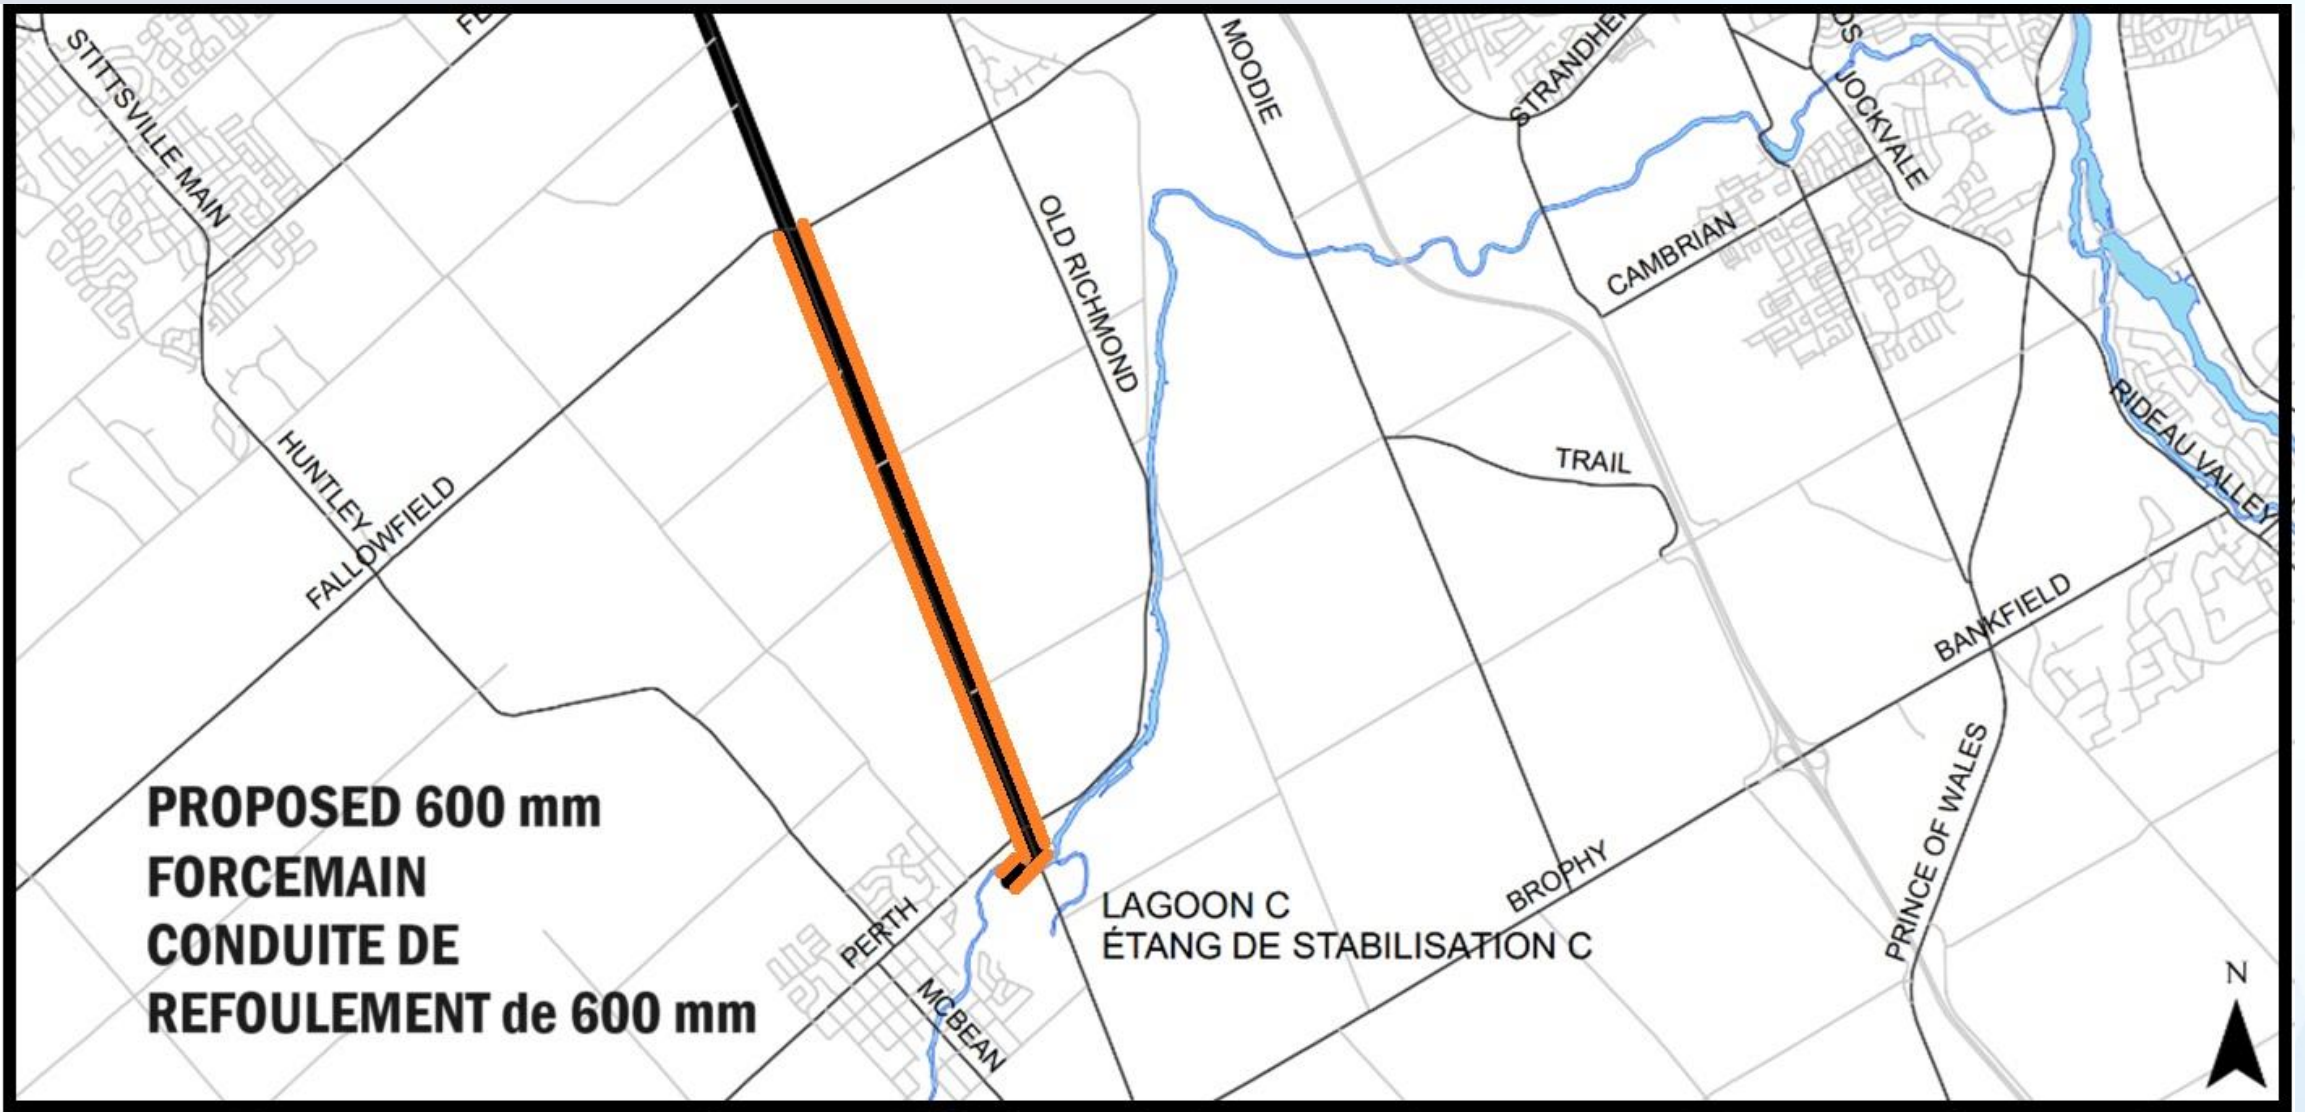 STITTSVILLE MAIN
MOODIE
STRANDHE
JOCKVALE
OLD RICHMOND
CAMBRIAN
RIDEAU VALLEY
HUNTLEY
FALLOWFIELD
TRAIL
BANKFIELD
PRINCE OF WALES
BROPHY
PERTH
MCBEAN
LAGOON C
ÉTANG DE STABILISATION C
PROPOSED 600 mm
FORCEMAIN
CONDUITE DE
REFOULEMENT de 600 mm
N